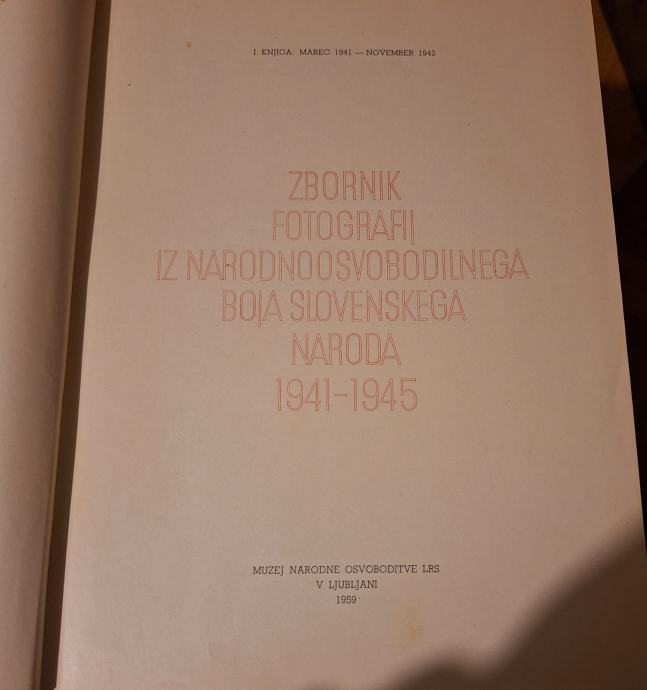 I. KNJIGA: MAREC 1941 — NOVEMBER 1942
ZBORNIK
FOTOGRAFIJ
IZ NARODNOOSVOBODILNEGA
BOJA SLOVENSKEGA
NARODA
1941-1945
MUZEJ NARODNE OSVOBODITVE LRS
V LJUBLJANI
1959